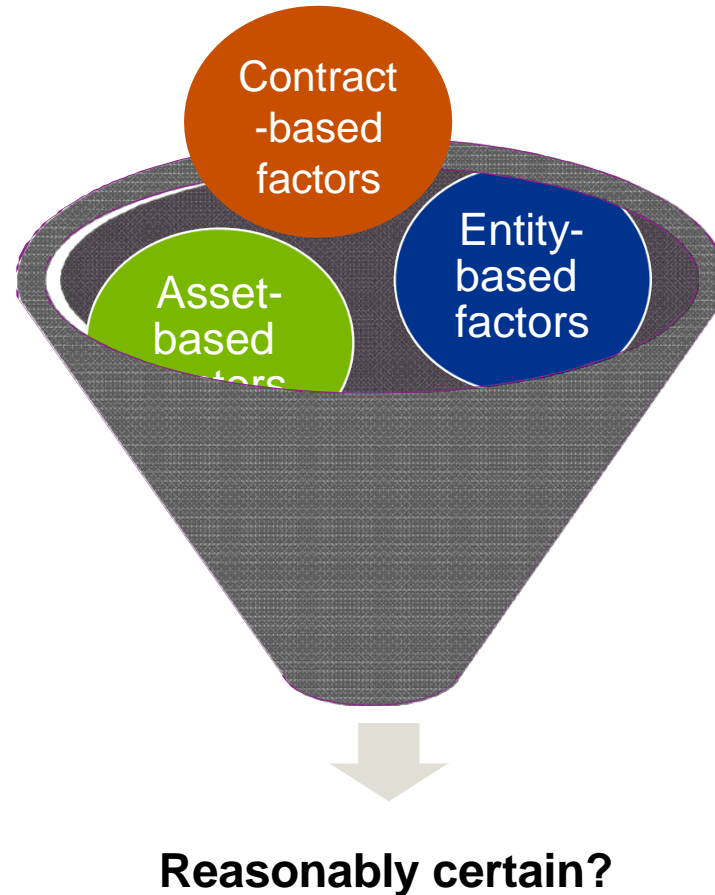 Contract
-based
factors
Entity-
based
factors
Asset-
based
Reasonably certain?